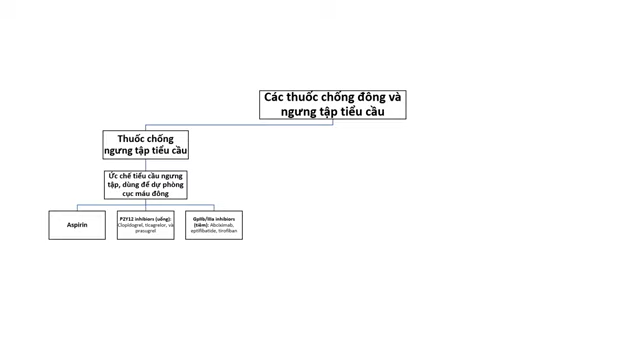 Các thuốc chống đông và
ngưng tập tiểu cầu
Thuốc chống
ngưng tập tiểu cầu
Ức chế tiểu cầu ngưng
tập, dùng để dự phòng
cục máu đông
Aspirin
P2Y12 inhibiors (uống):
Clopidogrel, ticagrelor, và
prasugrel
GpIIb/IIIa inhibiors
(tiêm): Abciximab,
eptifibatide, tirofiban